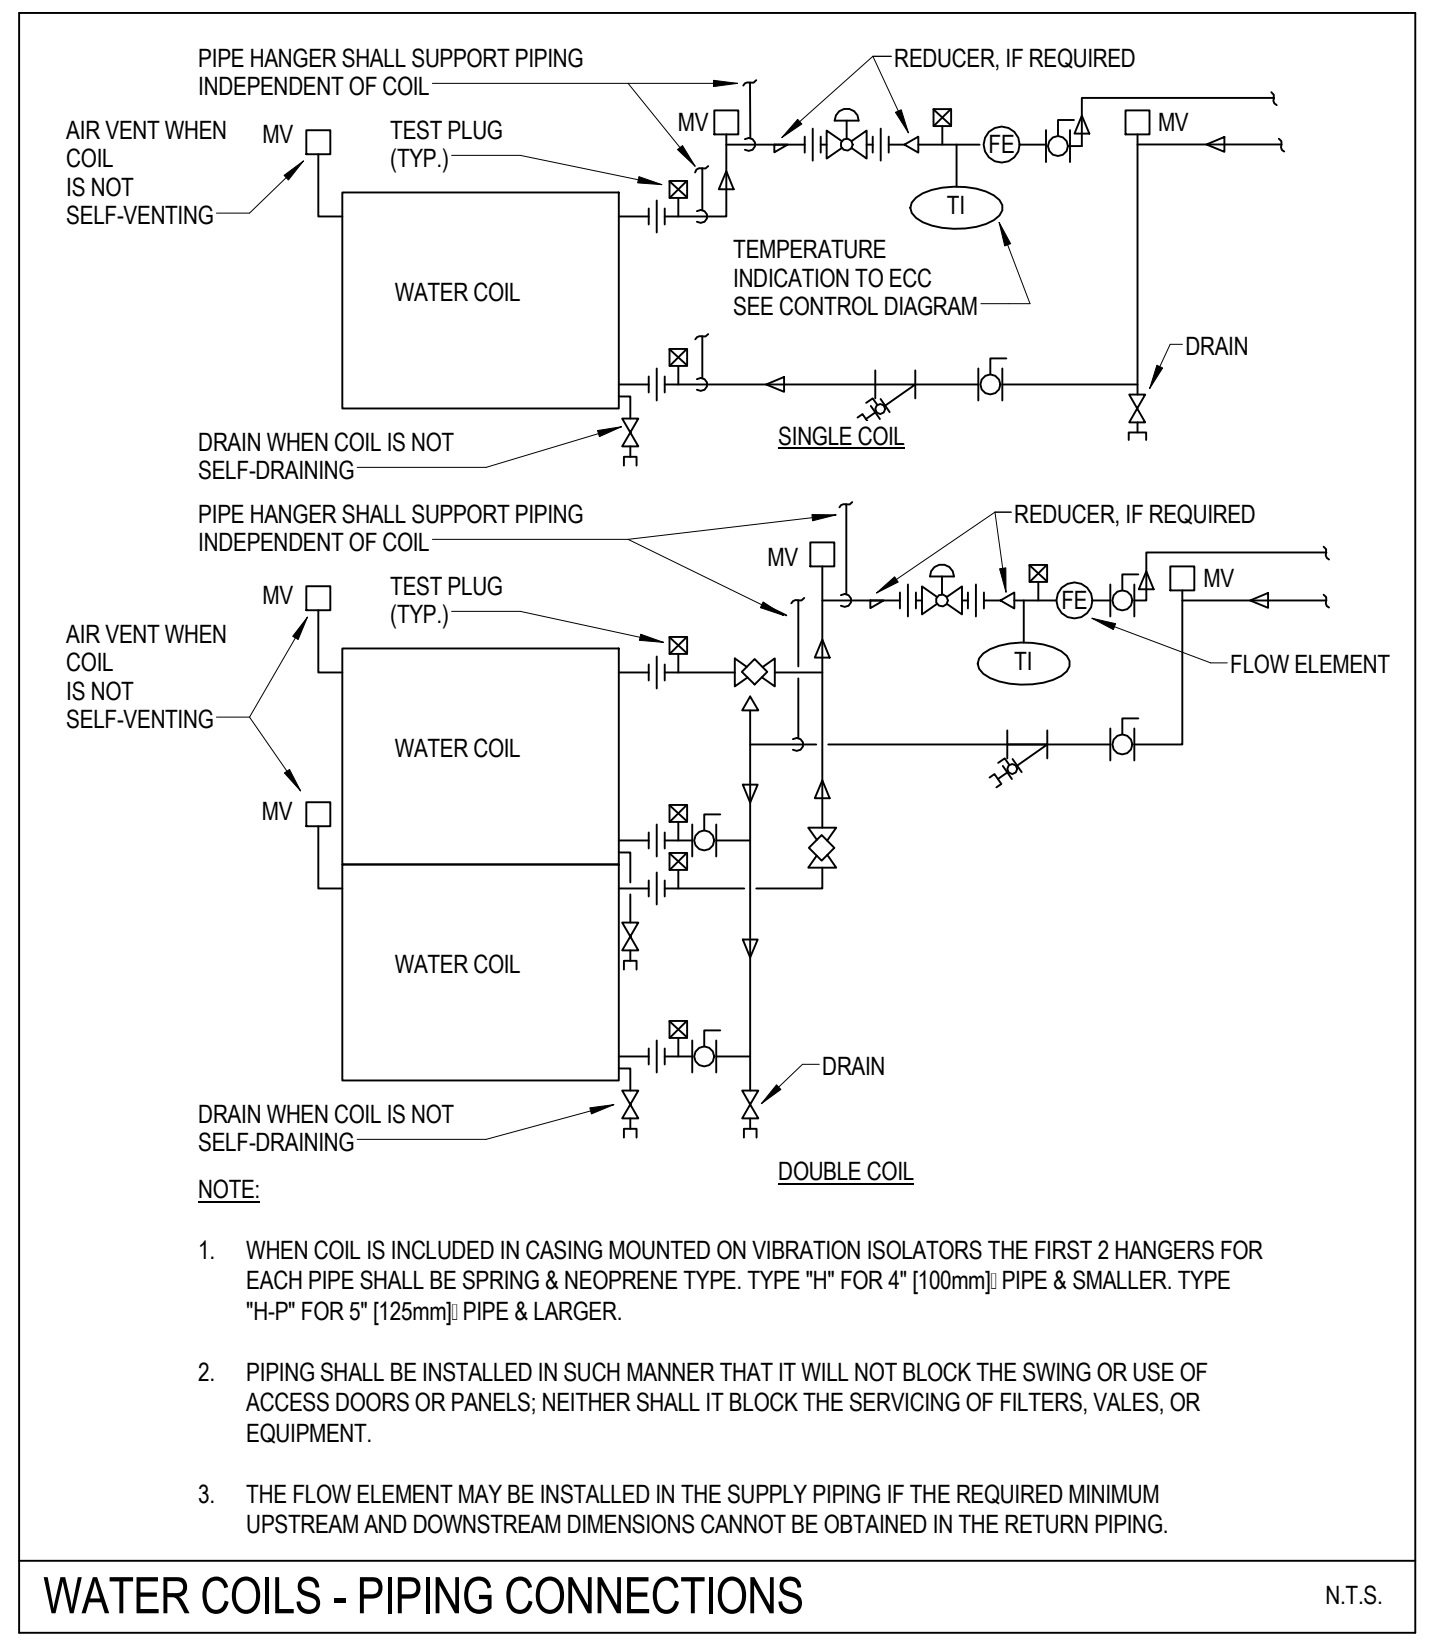 PIPE HANGER SHALL SUPPORT PIPING
INDEPENDENT OF COIL
REDUCER, IF REQUIRED
AIR VENT WHEN
COIL
IS NOT
SELF-VENTING
MV
TEST PLUG
(TYP.)
MV
FE
MV
TI
WATER COIL
TEMPERATURE
INDICATION TO ECC
SEE CONTROL DIAGRAM
DRAIN
DRAIN WHEN COIL IS NOT
SELF-DRAINING
SINGLE COIL
PIPE HANGER SHALL SUPPORT PIPING
INDEPENDENT OF COIL
REDUCER, IF REQUIRED
MV
MV
TEST PLUG
(TYP.)
FE
MV
AIR VENT WHEN
COIL
IS NOT
SELF-VENTING
TI
FLOW ELEMENT
WATER COIL
MV
WATER COIL
DRAIN
DRAIN WHEN COIL IS NOT
SELF-DRAINING
DOUBLE COIL
NOTE:
1. WHEN COIL IS INCLUDED IN CASING MOUNTED ON VIBRATION ISOLATORS THE FIRST 2 HANGERS FOR
EACH PIPE SHALL BE SPRING & NEOPRENE TYPE. TYPE "H" FOR 4" [100mm]▯ PIPE & SMALLER. TYPE
"H-P" FOR 5" [125mm]▯ PIPE & LARGER.
2. PIPING SHALL BE INSTALLED IN SUCH MANNER THAT IT WILL NOT BLOCK THE SWING OR USE OF
ACCESS DOORS OR PANELS; NEITHER SHALL IT BLOCK THE SERVICING OF FILTERS, VALES, OR
EQUIPMENT.
3. THE FLOW ELEMENT MAY BE INSTALLED IN THE SUPPLY PIPING IF THE REQUIRED MINIMUM
UPSTREAM AND DOWNSTREAM DIMENSIONS CANNOT BE OBTAINED IN THE RETURN PIPING.
WATER COILS - PIPING CONNECTIONS
N.T.S.